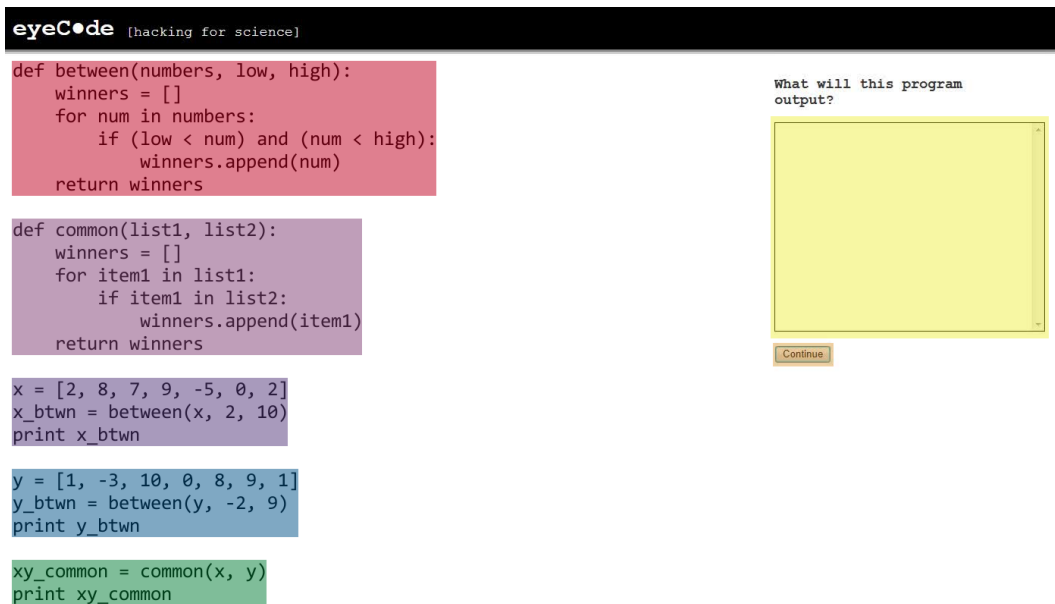 eyeC●de [hacking for science]
def between(numbers, low, high):
    winners = []
    for num in numbers:
        if (low < num) and (num < high):
            winners.append(num)
    return winners
def common(list1, list2):
    winners = []
    for item1 in list1:
        if item1 in list2:
            winners.append(item1)
    return winners
x = [2, 8, 7, 9, -5, 0, 2]
x_btwn = between(x, 2, 10)
print x_btwn
y = [1, -3, 10, 0, 8, 9, 1]
y_btwn = between(y, -2, 9)
print y_btwn
xy_common = common(x, y)
print xy_common
What will this program
output?
Continue